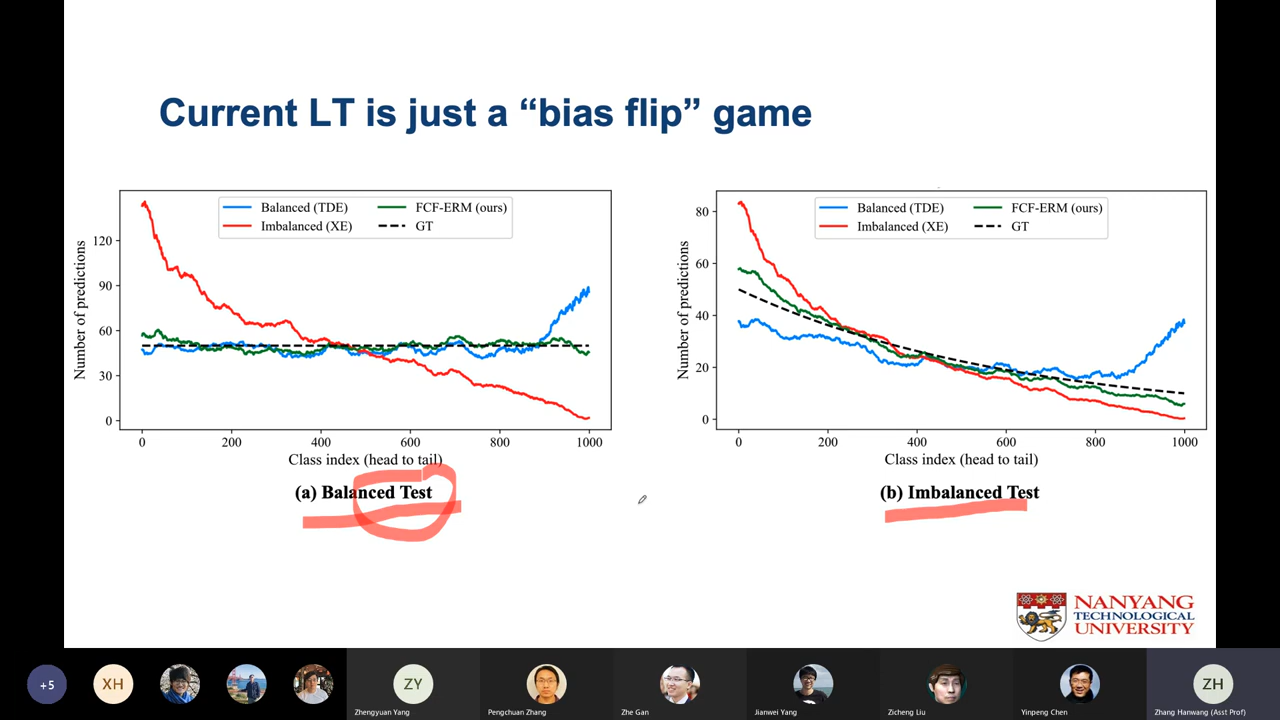 Current LT is just a “bias flip” game
Balanced (TDE)
FCF-ERM (ours)
Imbalanced (XE)
GT
Number of predictions
120
90
60
30
0
0
200
400
600
800
1000
Class index (head to tail)
(a) Balanced Test
Balanced (TDE)
FCF-ERM (ours)
Imbalanced (XE)
GT
Number of predictions
80
60
40
20
0
0
200
400
600
800
1000
Class index (head to tail)
(b) Imbalanced Test
NANYANG
TECHNOLOGICAL
UNIVERSITY
+5
XH
ZY
Zhengyuan Yang
Pengchuan Zhang
Zhe Gan
Jianwei Yang
Zicheng Liu
Yinpeng Chen
ZH
Zhang Hanwang (Asst Prof)